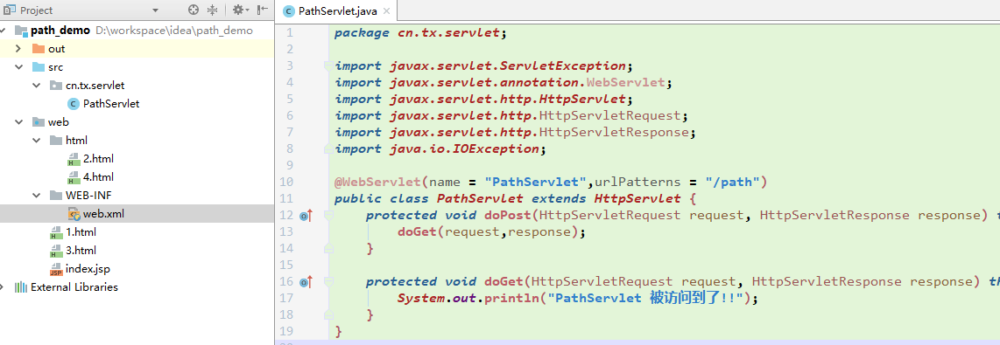 Project
path_demo D:\workspace\idea\path_demo
out
src
cn.tx.servlet
PathServlet
web
html
2.html
4.html
WEB-INF
web.xml
1.html
3.html
index.jsp
External Libraries
PathServlet.java
1 package cn.tx.servlet;
2
3 import javax.servlet.ServletException;
4 import javax.servlet.annotation.WebServlet;
5 import javax.servlet.http.HttpServlet;
6 import javax.servlet.http.HttpServletRequest;
7 import javax.servlet.http.HttpServletResponse;
8 import java.io.IOException;
9
10 @WebServlet(name = "PathServlet",urlPatterns = "/path")
11 public class PathServlet extends HttpServlet {
12 protected void doPost(HttpServletRequest request, HttpServletResponse response) t
13 doGet(request,response);
14 }
15
16 protected void doGet(HttpServletRequest request, HttpServletResponse response) th
17 System.out.println("PathServlet 被访问到了!!");
18 }
19 }